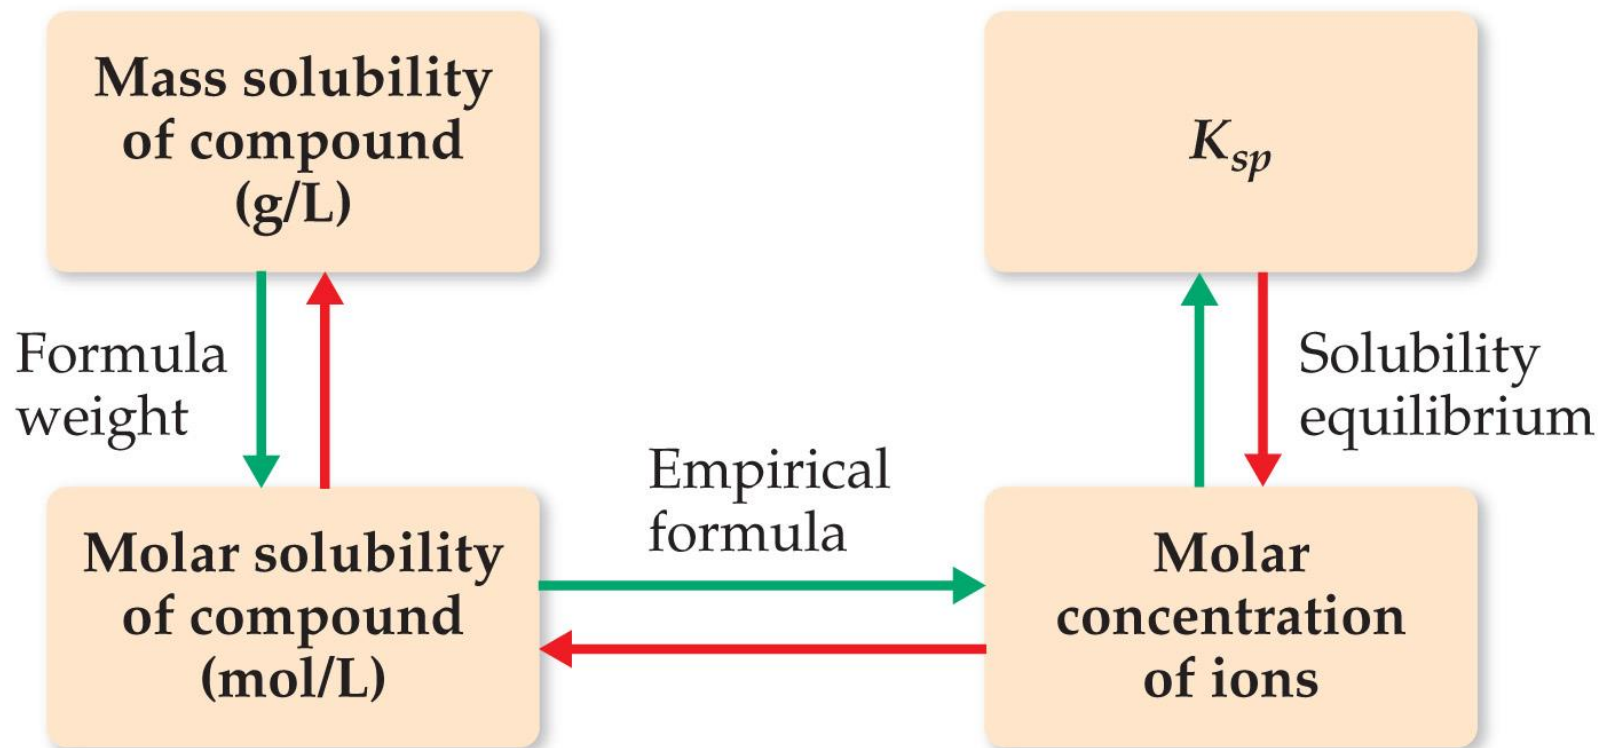 Mass solubility
of compound
(g/L)
K_sp
Formula
weight
Solubility
equilibrium
Empirical
formula
Molar solubility
of compound
(mol/L)
Molar
concentration
of ions